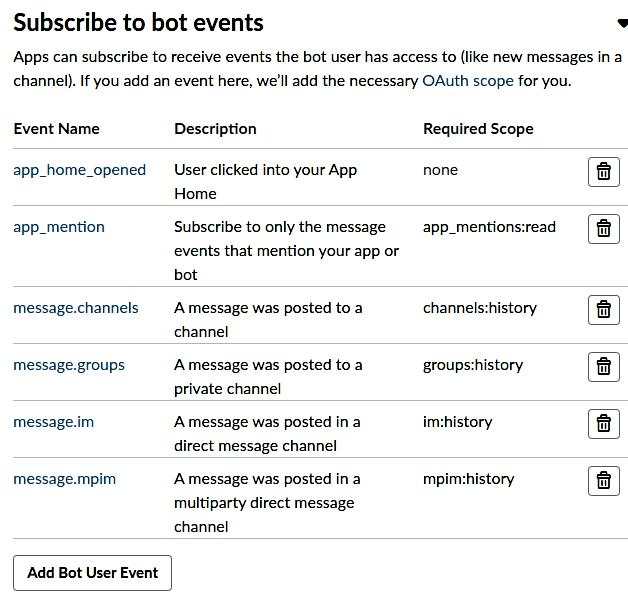 Subscribe to bot events
Apps can subscribe to receive events the bot user has access to (like new messages in a
channel). If you add an event here, we’ll add the necessary OAuth scope for you.
Event Name Description Required Scope
app_home_opened User clicked into your App none
Home
app_mention Subscribe to only the message app_mentions:read
events that mention your app or
bot
message.channels A message was posted to a channels:history
channel
message.groups A message was posted to a groups:history
private channel
message.im A message was posted in a im:history
direct message channel
message.mpim A message was posted in a mpim:history
multiparty direct message
channel
Add Bot User Event